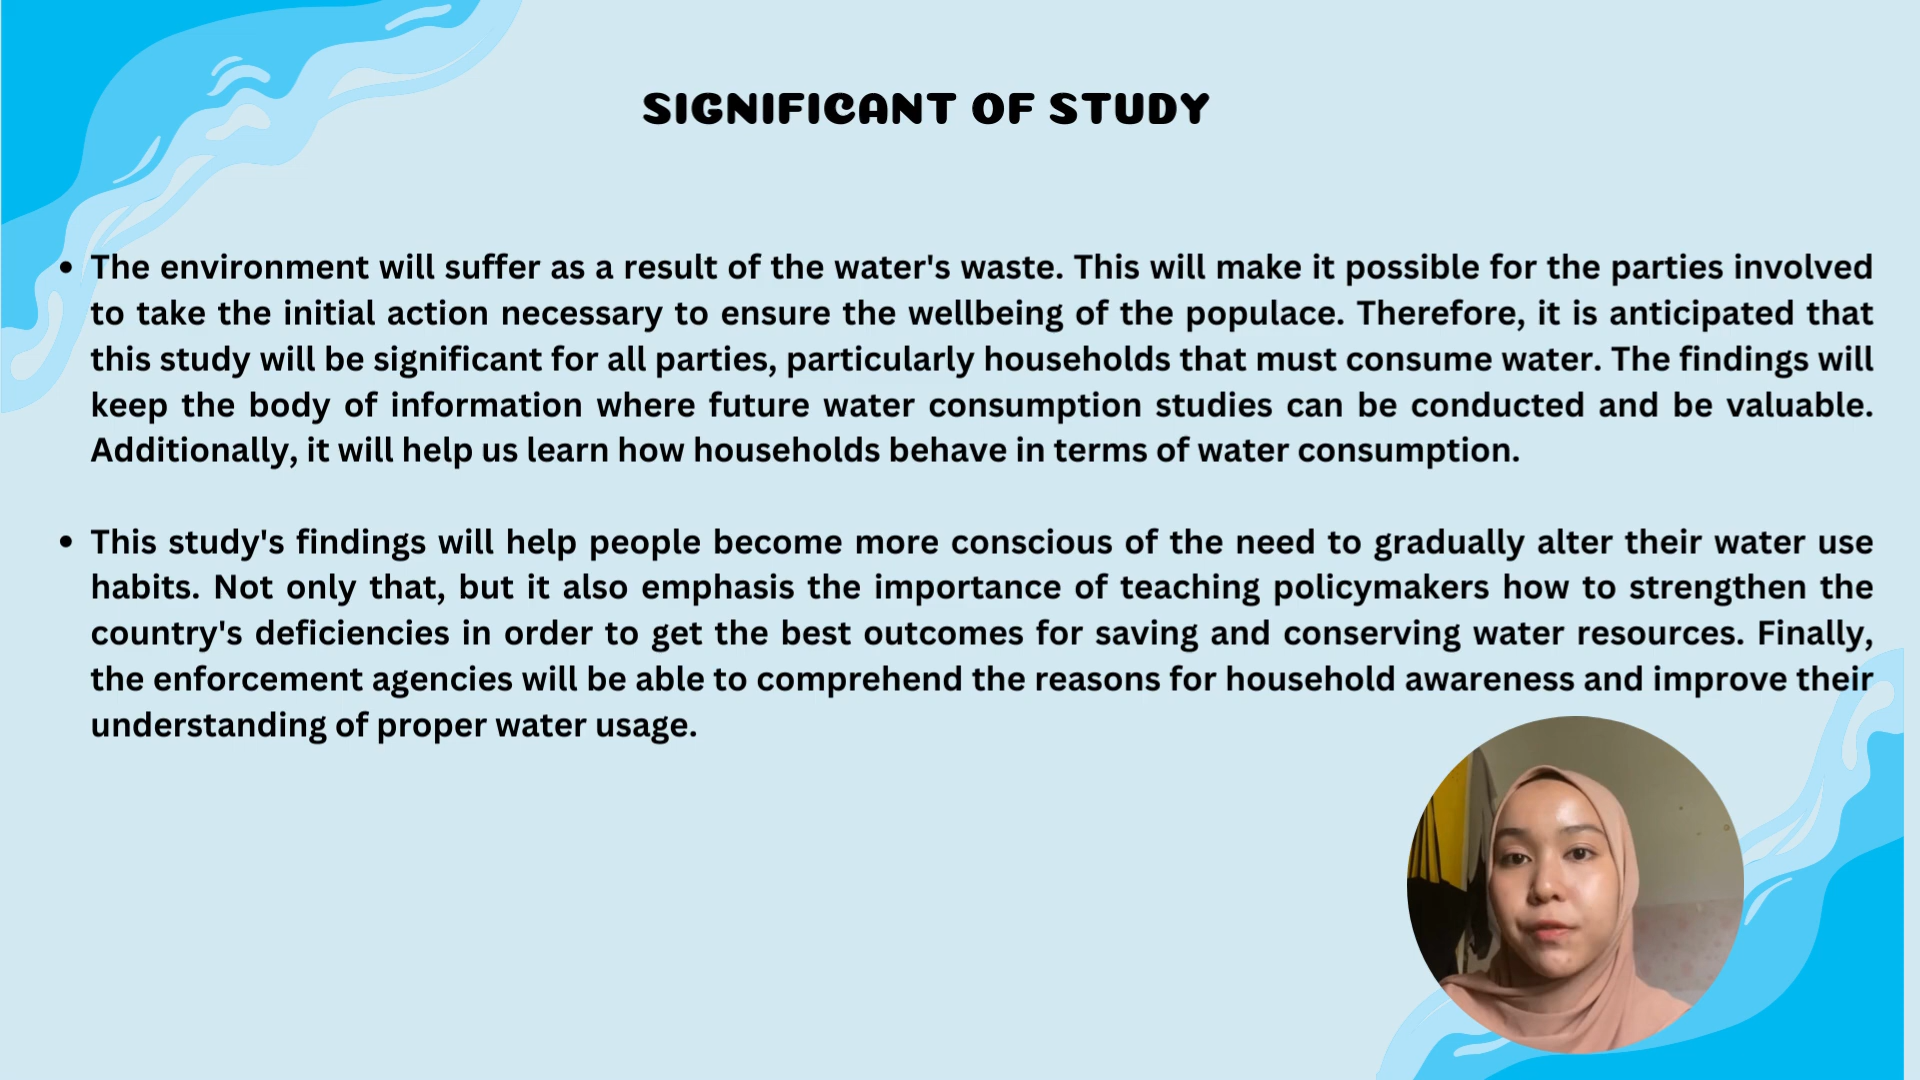 SIGNIFICANT OF STUDY
• The environment will suffer as a result of the water's waste. This will make it possible for the parties involved
to take the initial action necessary to ensure the wellbeing of the populace. Therefore, it is anticipated that
this study will be significant for all parties, particularly households that must consume water. The findings will
keep the body of information where future water consumption studies can be conducted and be valuable.
Additionally, it will help us learn how households behave in terms of water consumption.
• This study's findings will help people become more conscious of the need to gradually alter their water use
habits. Not only that, but it also emphasis the importance of teaching policymakers how to strengthen the
country's deficiencies in order to get the best outcomes for saving and conserving water resources. Finally,
the enforcement agencies will be able to comprehend the reasons for household awareness and improve their
understanding of proper water usage.